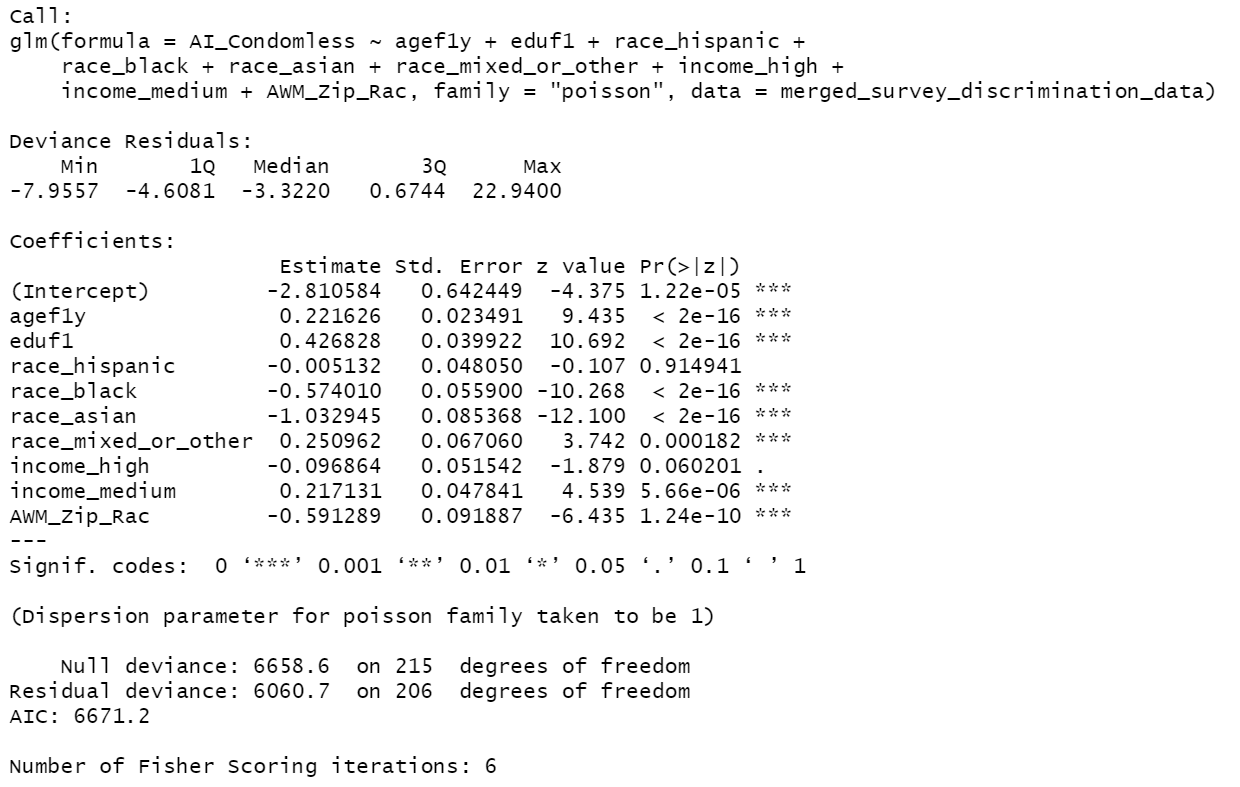 Call:
glm(formula = AI_Condomless ~ agef1y + eduf1 + race_hispanic +
    race_black + race_asian + race_mixed_or_other + income_high +
    income_medium + AWM_Zip_Rac, family = "poisson", data = merged_survey_discrimination_data)

Deviance Residuals:
    Min       1Q   Median       3Q      Max
-7.9557  -4.6081  -3.3220   0.6744  22.9400

Coefficients:
                     Estimate Std. Error z value Pr(>|z|)
(Intercept)         -2.810584   0.642449  -4.375 1.22e-05 ***
agef1y               0.221626   0.023491   9.435  < 2e-16 ***
eduf1                0.426828   0.039922  10.692  < 2e-16 ***
race_hispanic       -0.005132   0.048050  -0.107 0.914941
race_black          -0.574010   0.055900 -10.268  < 2e-16 ***
race_asian          -1.032945   0.085368 -12.100  < 2e-16 ***
race_mixed_or_other  0.250962   0.067060   3.742 0.000182 ***
income_high         -0.096864   0.051542  -1.879 0.060201 .
income_medium        0.217131   0.047841   4.539 5.66e-06 ***
AWM_Zip_Rac         -0.591289   0.091887  -6.435 1.24e-10 ***
---
Signif. codes:  0 ‘***’ 0.001 ‘**’ 0.01 ‘*’ 0.05 ‘.’ 0.1 ‘ ’ 1

(Dispersion parameter for poisson family taken to be 1)

    Null deviance: 6658.6  on 215  degrees of freedom
Residual deviance: 6060.7  on 206  degrees of freedom
AIC: 6671.2

Number of Fisher Scoring iterations: 6